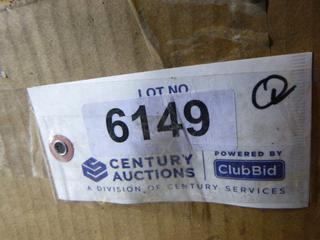 LOT NO.
6149
CENTURY AUCTIONS
POWERED BY
ClubBid
A DIVISION OF CENTURY SERVICES